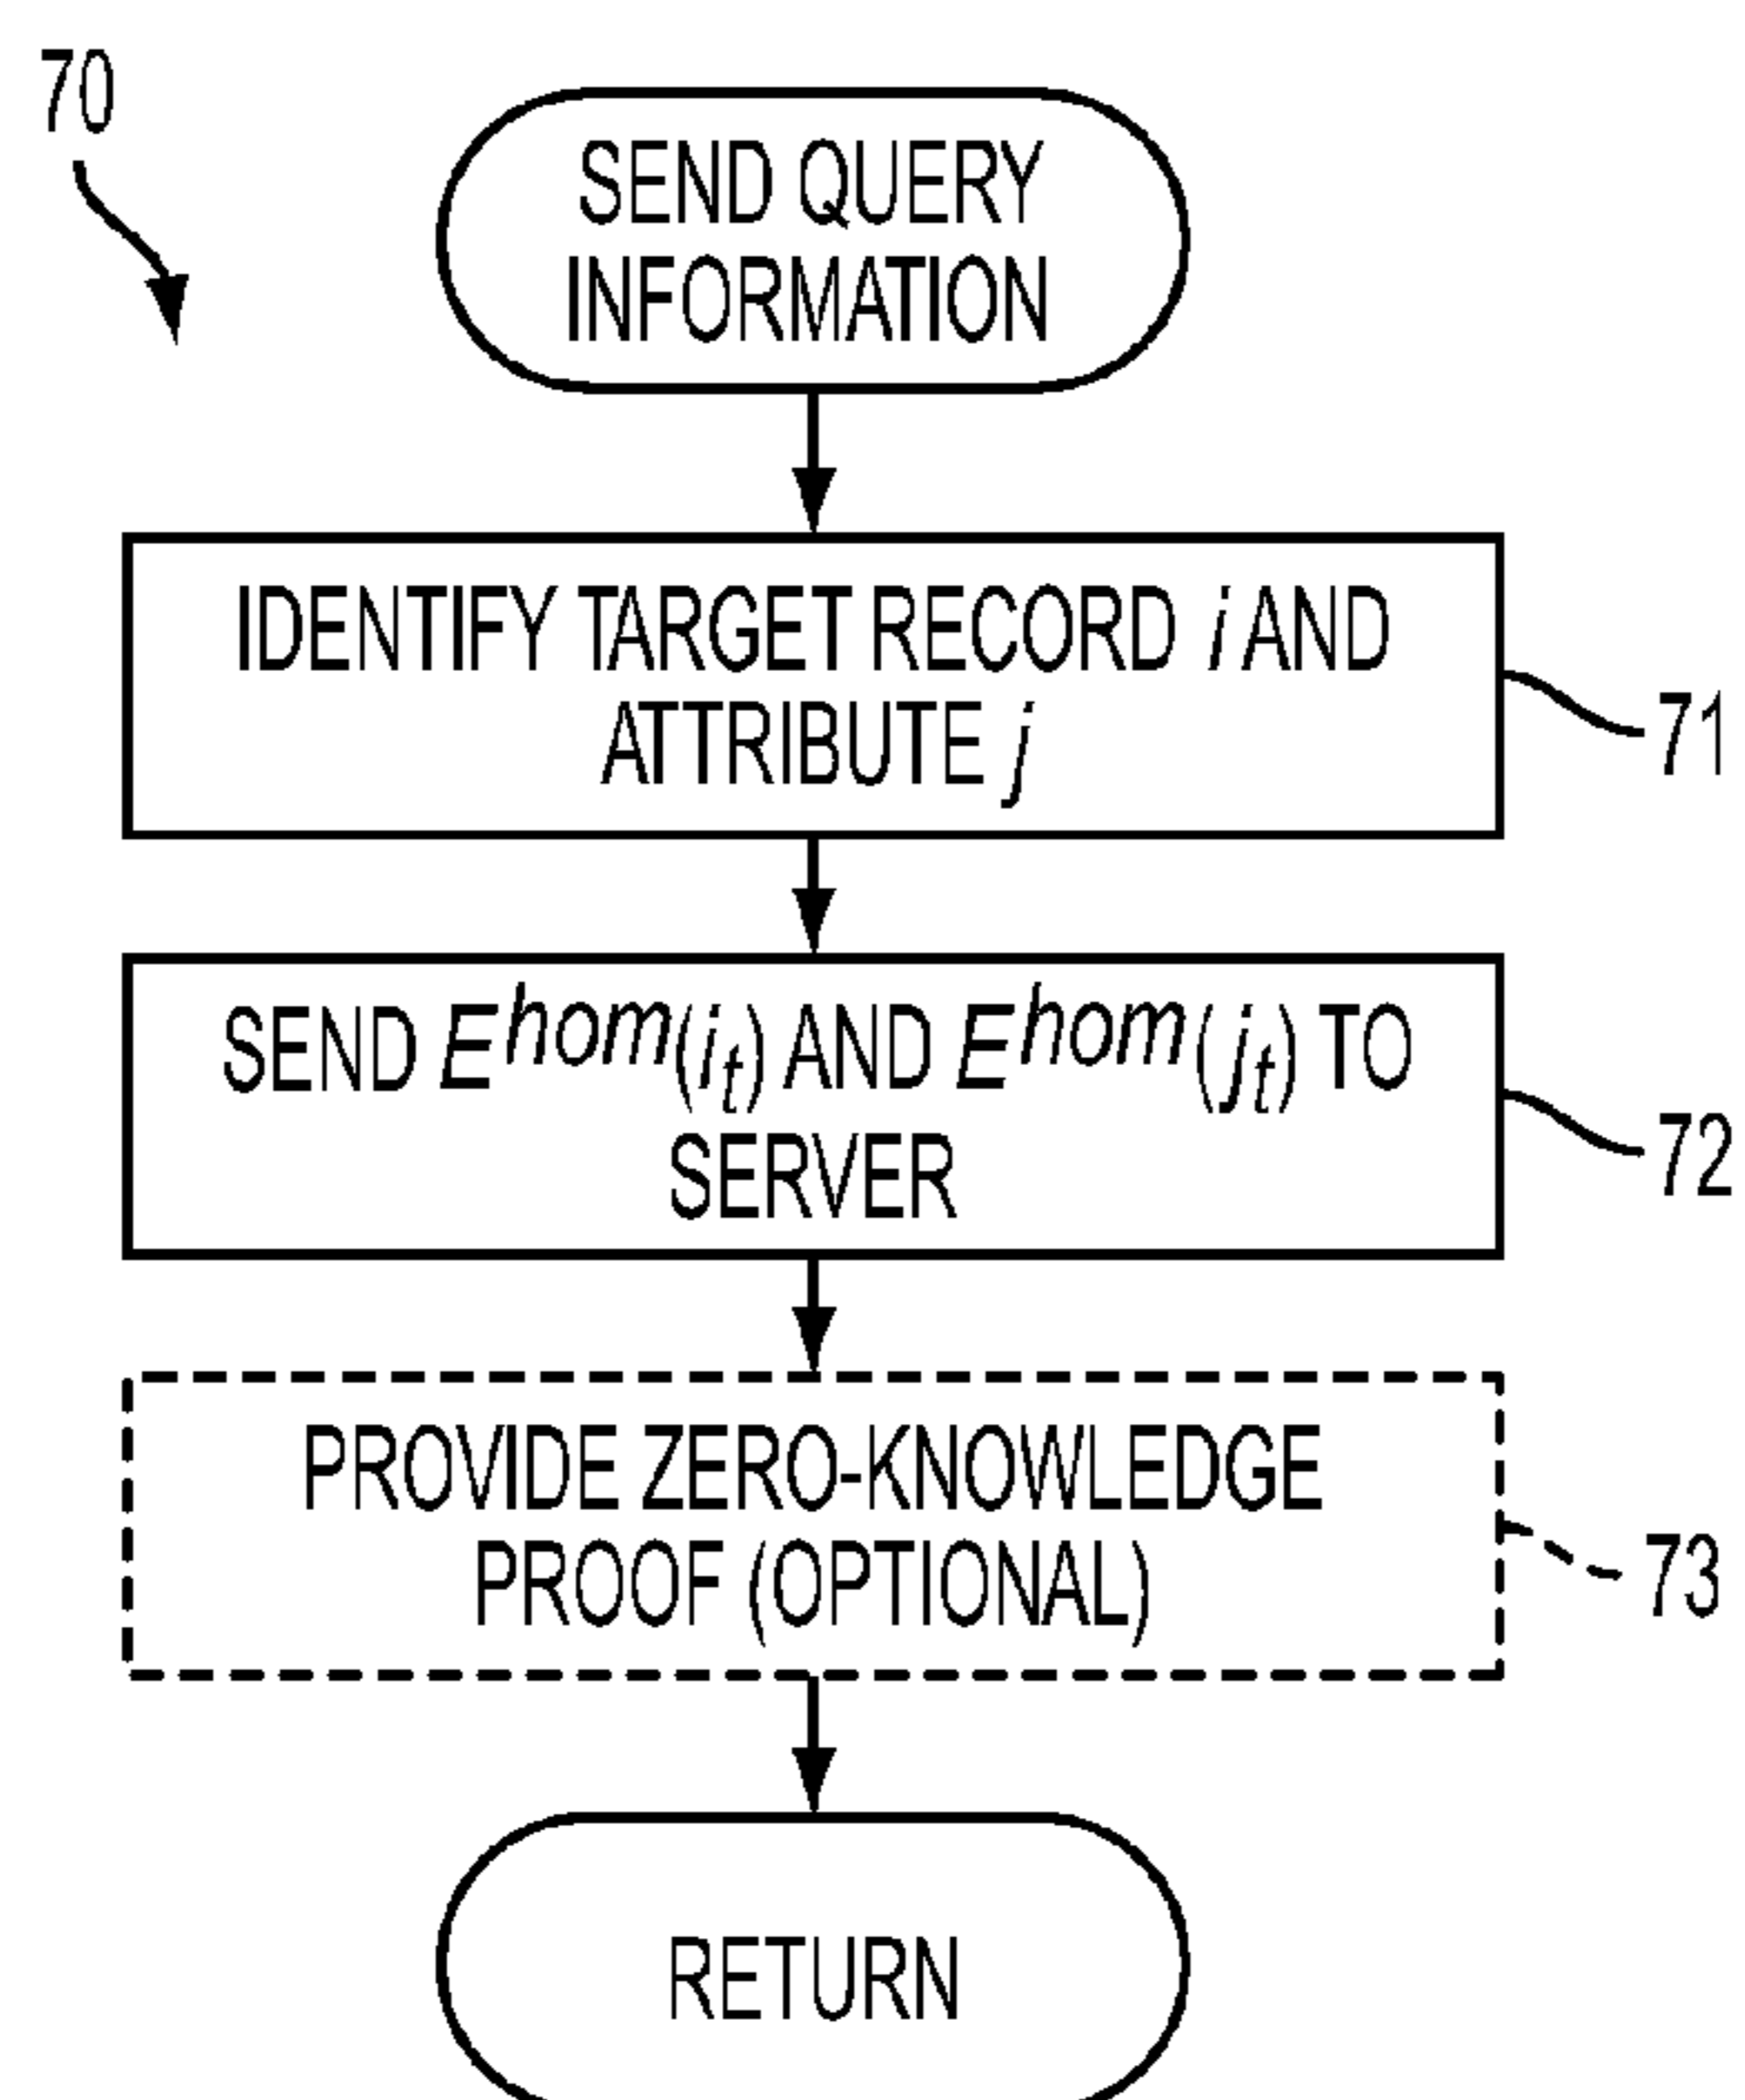 70
SEND QUERY
INFORMATION
IDENTIFY TARGET RECORD i AND
ATTRIBUTE j
71
SEND E^hom(i_t) AND E^hom(j_t) TO
SERVER
72
PROVIDE ZERO-KNOWLEDGE
PROOF (OPTIONAL)
73
RETURN